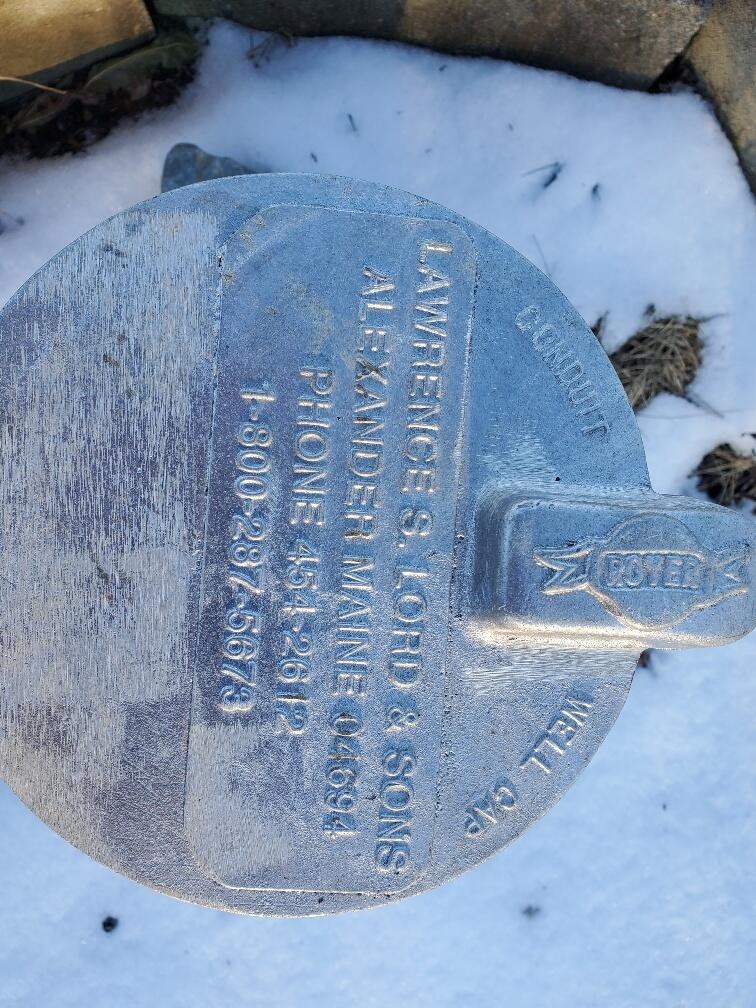 ROYER
CONDUIT
WELL CAP
LAWRENCE S. LORD & SONS
ALEXANDER MAINE 04694
PHONE 454-2612
1-800-287-5673